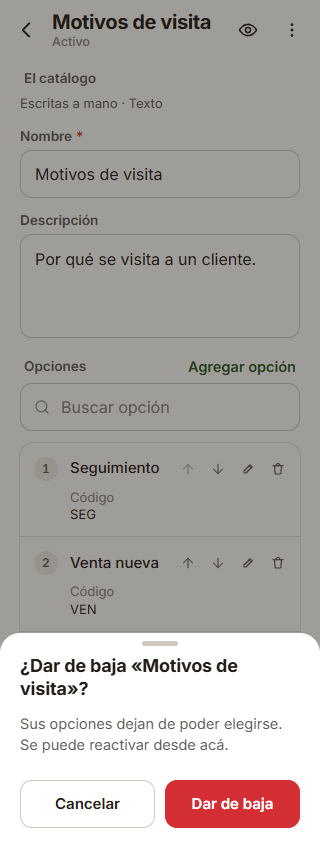 Motivos de visita
Activo
El catálogo
Escritas a mano · Texto
Nombre *
Motivos de visita
Descripción
Por qué se visita a un cliente.
Opciones
Agregar opción
Buscar opción
1
Seguimiento
Código
SEG
2
Venta nueva
Código
VEN
¿Dar de baja «Motivos de
visita»?
Sus opciones dejan de poder elegirse.
Se puede reactivar desde acá.
Cancelar
Dar de baja